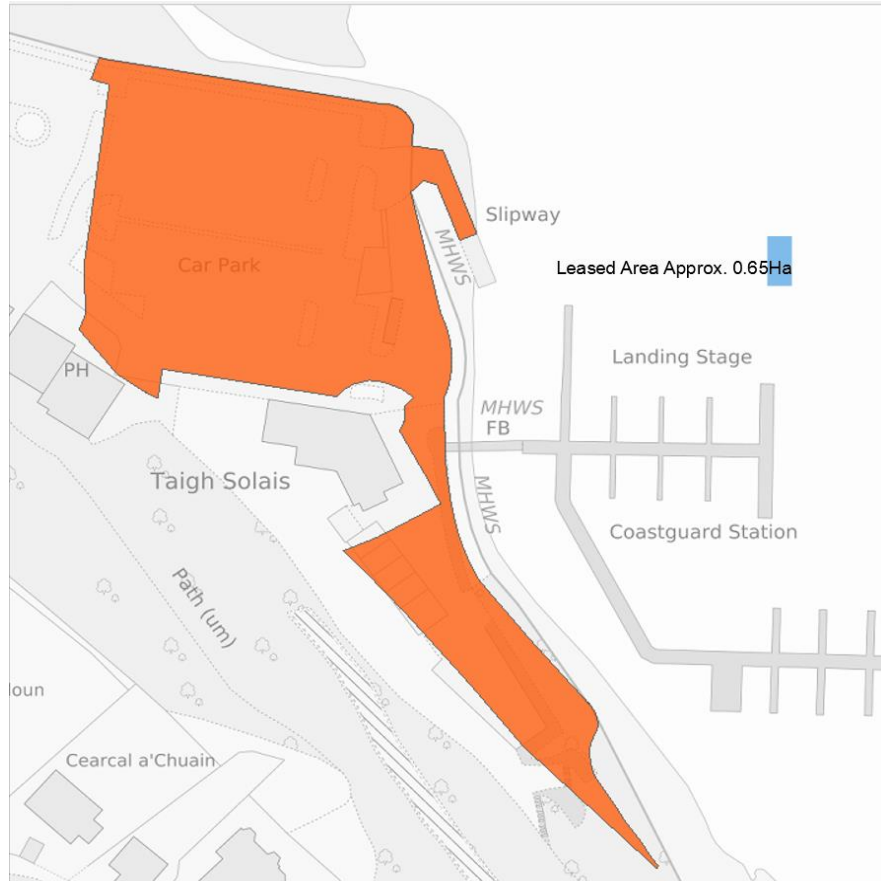 Slipway
MHWS
Leased Area Approx. 0.65Ha
Car Park
Landing Stage
PH
MHWS
FB
Taigh Solais
MHWS
Coastguard Station
Path (um)
loun
Cearcal a'Chuain